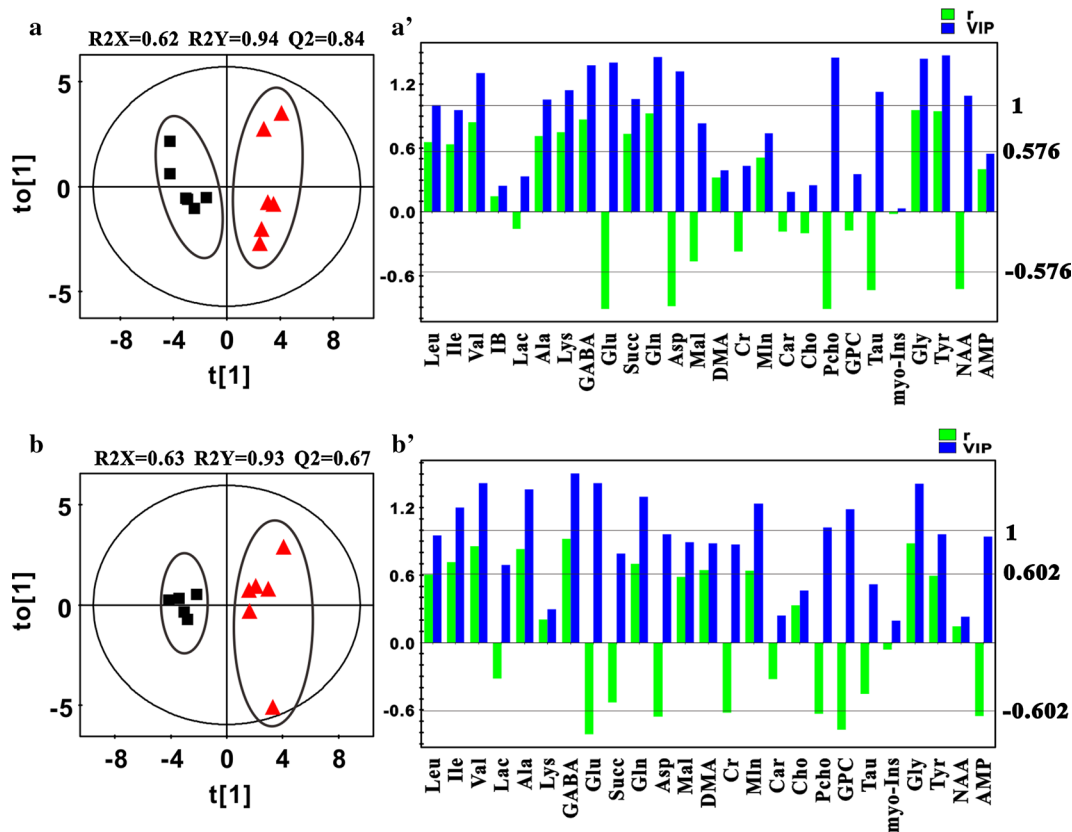 a
R2X=0.62 R2Y=0.94 Q2=0.84
to[1]
5
0
-5
-8 -4 0 4 8
t[1]
a’
r
VIP
1.2
0.6
0.0
-0.6
1
0.576
-0.576
Leu Ile Val IB Lac Ala Lys GABA Glu Succ Gln Asp Mal DMA Cr Mln Car Cho Pcho GPC Tau myo-Ins Gly Tyr NAA AMP
b
R2X=0.63 R2Y=0.93 Q2=0.67
to[1]
5
0
-5
-8 -4 0 4 8
t[1]
b’
r
VIP
1.2
0.6
0.0
-0.6
1
0.602
-0.602
Leu Ile Val Lac Ala Lys GABA Glu Succ Gln Asp Mal DMA Cr Mln Car Cho Pcho GPC Tau myo-Ins Gly Tyr NAA AMP